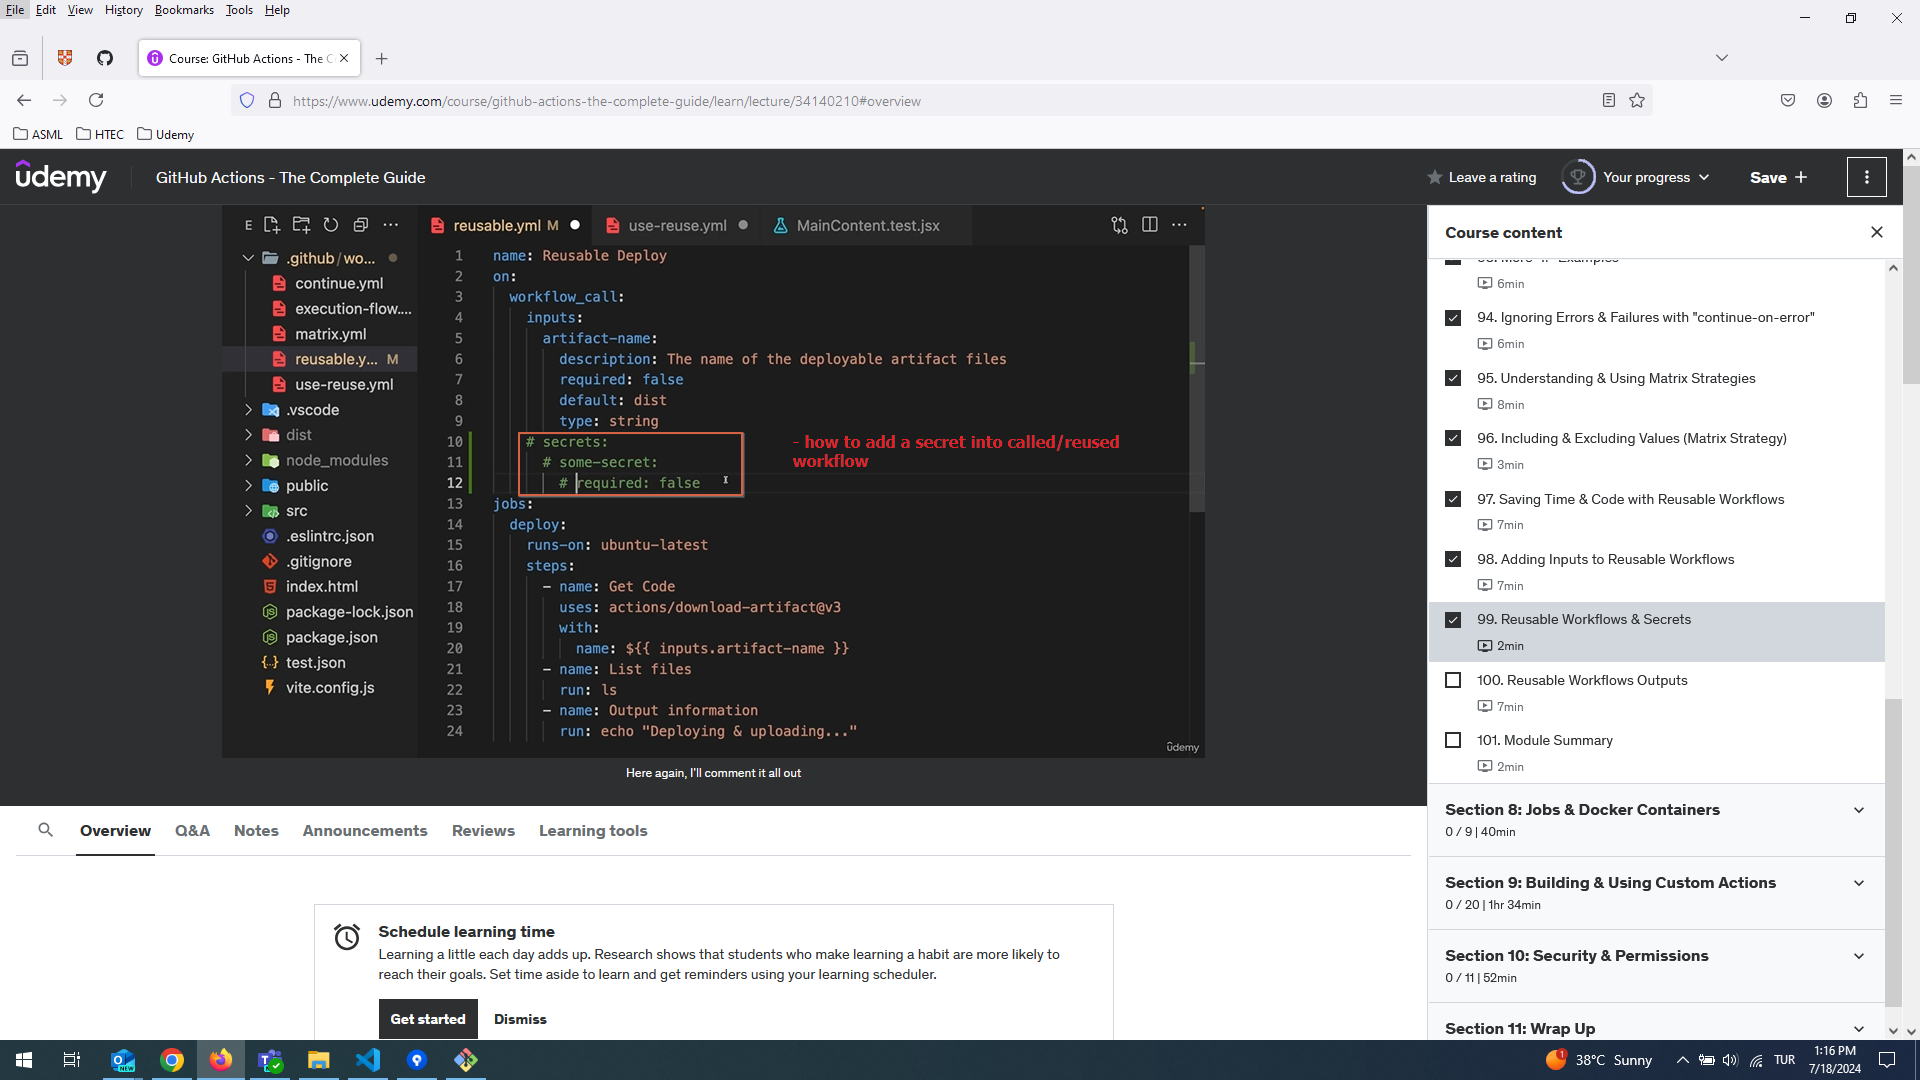 File Edit View History Bookmarks Tools Help
Course: GitHub Actions - The C
https://www.udemy.com/course/github-actions-the-complete-guide/learn/lecture/34140210#overview
ASML HTEC Udemy
ûdemy GitHub Actions - The Complete Guide Leave a rating Your progress Save
E
.github/wo...
continue.yml
execution-flow....
matrix.yml
reusable.y... M
use-reuse.yml
.vscode
dist
node_modules
public
src
.eslintrc.json
.gitignore
index.html
package-lock.json
package.json
test.json
vite.config.js
reusable.yml M use-reuse.yml MainContent.test.jsx
1 name: Reusable Deploy
2 on:
3 workflow_call:
4 inputs:
5 artifact-name:
6 description: The name of the deployable artifact files
7 required: false
8 default: dist
9 type: string
10 # secrets:
11 # some-secret:
12 # required: false
13 jobs:
14 deploy:
15 runs-on: ubuntu-latest
16 steps:
17 - name: Get Code
18 uses: actions/download-artifact@v3
19 with:
20 name: ${{ inputs.artifact-name }}
21 - name: List files
22 run: ls
23 - name: Output information
24 run: echo "Deploying & uploading..."
- how to add a secret into called/reused
workflow
ûdemy
Here again, I'll comment it all out
Overview Q&A Notes Announcements Reviews Learning tools
Schedule learning time
Learning a little each day adds up. Research shows that students who make learning a habit are more likely to
reach their goals. Set time aside to learn and get reminders using your learning scheduler.
Get started Dismiss
Course content
6min
94. Ignoring Errors & Failures with "continue-on-error"
6min
95. Understanding & Using Matrix Strategies
8min
96. Including & Excluding Values (Matrix Strategy)
3min
97. Saving Time & Code with Reusable Workflows
7min
98. Adding Inputs to Reusable Workflows
7min
99. Reusable Workflows & Secrets
2min
100. Reusable Workflows Outputs
7min
101. Module Summary
2min
Section 8: Jobs & Docker Containers
0 / 9 | 40min
Section 9: Building & Using Custom Actions
0 / 20 | 1hr 34min
Section 10: Security & Permissions
0 / 11 | 52min
Section 11: Wrap Up
38°C Sunny TUR 1:16 PM
7/18/2024